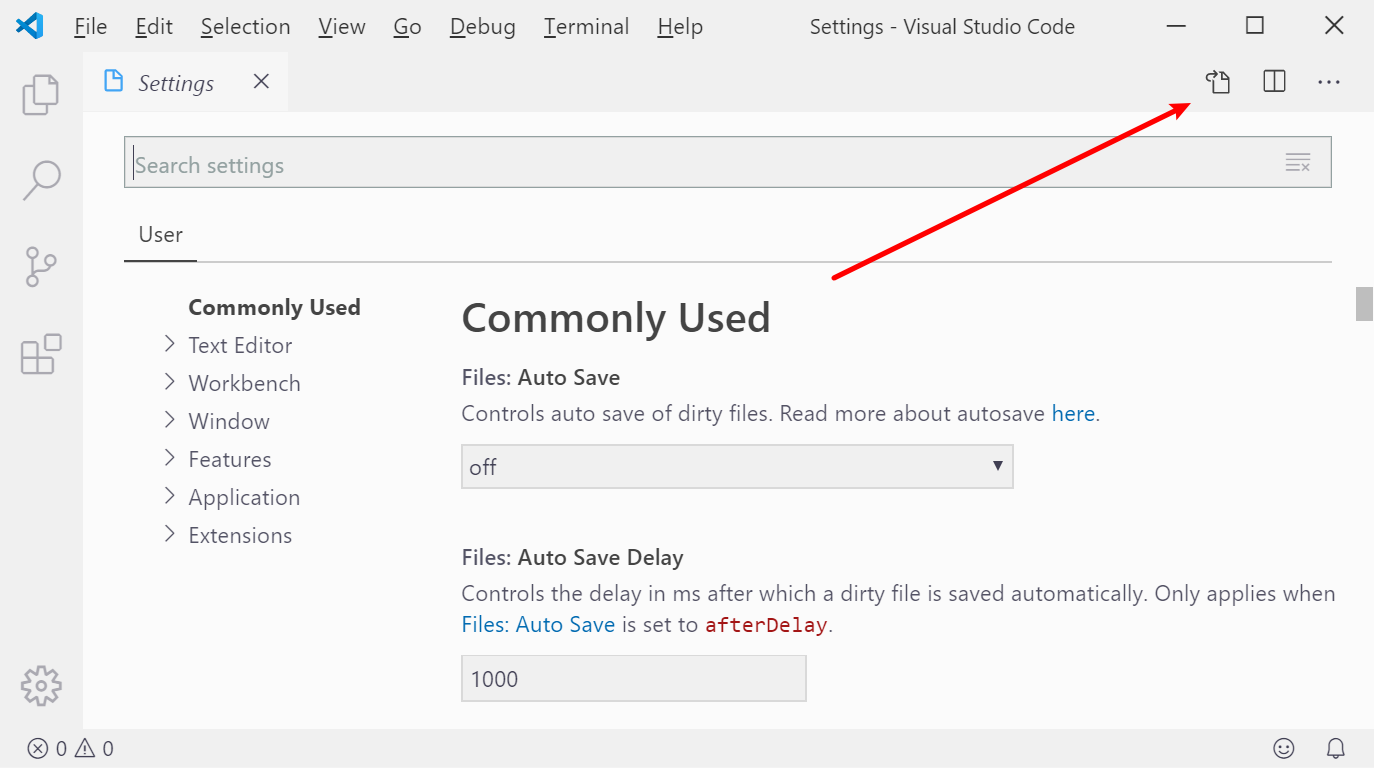 File Edit Selection View Go Debug Terminal Help Settings - Visual Studio Code
Settings
Search settings
User
Commonly Used
Text Editor
Workbench
Window
Features
Application
Extensions
Commonly Used
Files: Auto Save
Controls auto save of dirty files. Read more about autosave here.
off
Files: Auto Save Delay
Controls the delay in ms after which a dirty file is saved automatically. Only applies when
Files: Auto Save is set to afterDelay.
1000
0 0